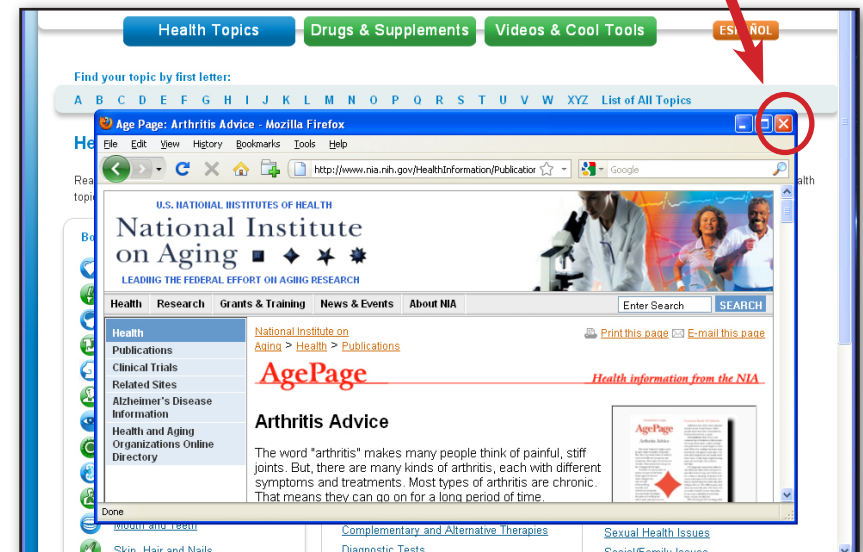 Health Topics Drugs & Supplements Videos & Cool Tools ESPAÑOL
Find your topic by first letter:
A B C D E F G H I J K L M N O P Q R S T U V W XYZ List of All Topics
Age Page: Arthritis Advice - Mozilla Firefox
File Edit View History Bookmarks Tools Help
http://www.nia.nih.gov/HealthInformation/Publication Google
U.S. NATIONAL INSTITUTES OF HEALTH
National Institute
on Aging
LEADING THE FEDERAL EFFORT ON AGING RESEARCH
Health Research Grants & Training News & Events About NIA Enter Search SEARCH
Health
Publications
Clinical Trials
Related Sites
Alzheimer's Disease
Information
Health and Aging
Organizations Online
Directory
National Institute on
Aging > Health > Publications
Print this page E-mail this page
AgePage Health information from the NIA
Arthritis Advice
The word "arthritis" makes many people think of painful, stiff
joints. But, there are many kinds of arthritis, each with different
symptoms and treatments. Most types of arthritis are chronic.
That means they can go on for a long period of time.
AgePage
Arthritis Advice
Done
Mouth and Teeth
Skin, Hair and Nails
Complementary and Alternative Therapies
Diagnostic Tests
Sexual Health Issues
Social/Family Issues